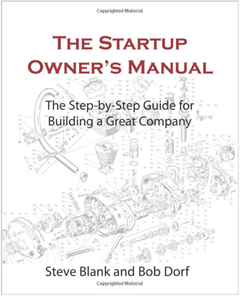 THE STARTUP
OWNER'S MANUAL
The Step-by-Step Guide for
Building a Great Company
Steve Blank and Bob Dorf